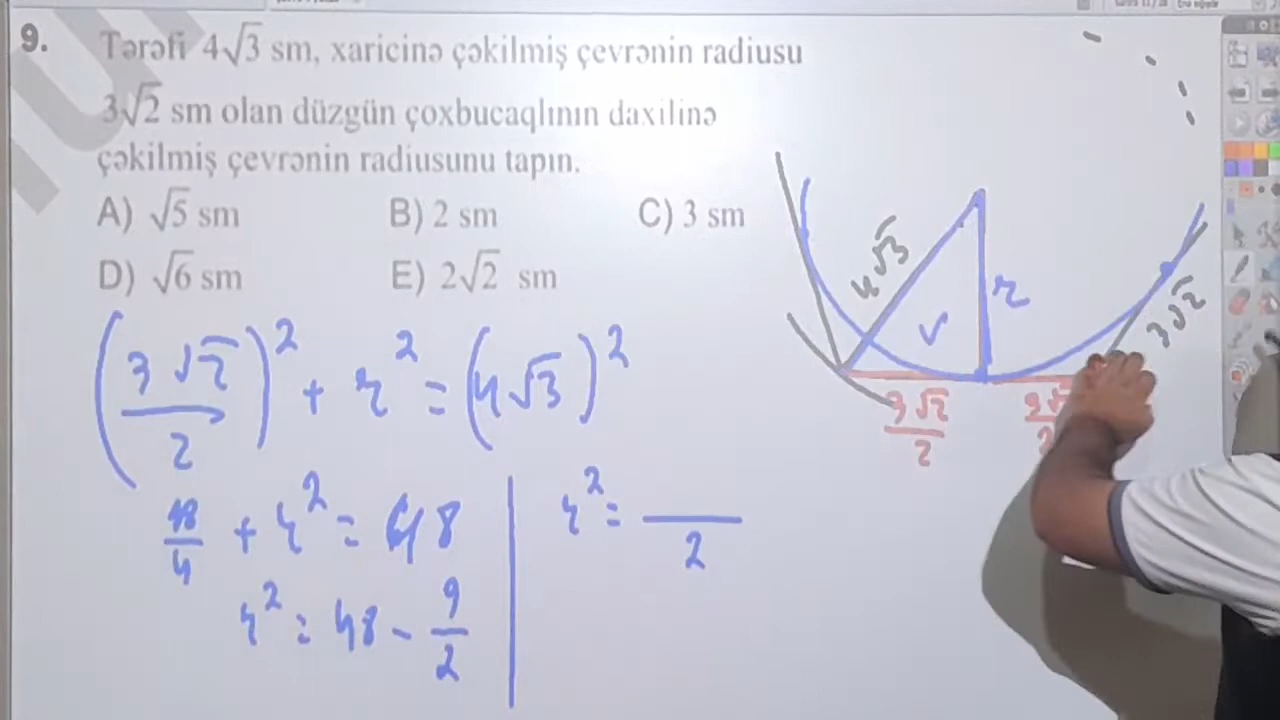 9. Tərəfi 4√3 sm, xaricinə çəkilmiş çevrənin radiusu
3√2 sm olan düzgün çoxbucaqlının daxilinə
çəkilmiş çevrənin radiusunu tapın.
A) √5 sm B) 2 sm C) 3 sm
D) √6 sm E) 2√2 sm
(3√2/2)² + r² = (4√3)²
18/4 + r² = 48
r² = 48 - 9/2
r² = /2
4√3
r
3√2
3√2/2